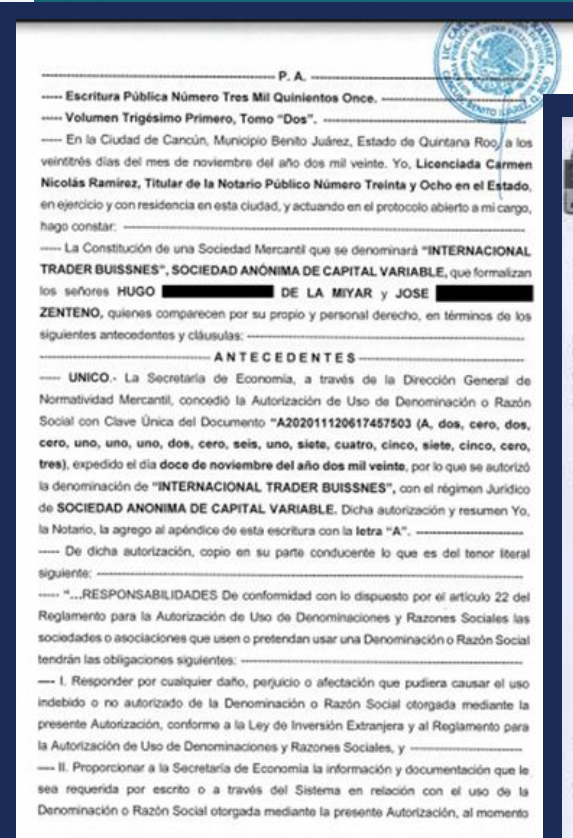 --- P. A. ---
----- Escritura Pública Número Tres Mil Quinientos Once. ---
----- Volumen Trigésimo Primero, Tomo "Dos". ---
----- En la Ciudad de Cancún, Municipio Benito Juárez, Estado de Quintana Roo, a los
veintitrés días del mes de noviembre del año dos mil veinte. Yo, Licenciada Carmen
Nicolás Ramírez, Titular de la Notario Público Número Treinta y Ocho en el Estado,
en ejercicio y con residencia en esta ciudad, y actuando en el protocolo abierto a mi cargo,
hago constar: ---
----- La Constitución de una Sociedad Mercantil que se denominará "INTERNACIONAL
TRADER BUISSNES", SOCIEDAD ANÓNIMA DE CAPITAL VARIABLE, que formalizan
los señores HUGO DE LA MIYAR y JOSE
ZENTENO, quienes comparecen por su propio y personal derecho, en términos de los
siguientes antecedentes y cláusulas: ---
--- ANTECEDENTES ---
----- UNICO.- La Secretaría de Economía, a través de la Dirección General de
Normatividad Mercantil, concedió la Autorización de Uso de Denominación o Razón
Social con Clave Única del Documento "A202011120617457503 (A, dos, cero, dos,
cero, uno, uno, uno, dos, cero, seis, uno, siete, cuatro, cinco, siete, cinco, cero,
tres), expedido el día doce de noviembre del año dos mil veinte, por lo que se autorizó
la denominación de "INTERNACIONAL TRADER BUISSNES", con el régimen Jurídico
de SOCIEDAD ANONIMA DE CAPITAL VARIABLE. Dicha autorización y resumen Yo,
la Notario, la agrego al apéndice de esta escritura con la letra "A". ---
----- De dicha autorización, copio en su parte conducente lo que es del tenor literal
siguiente: ---
----- "...RESPONSABILIDADES De conformidad con lo dispuesto por el artículo 22 del
Reglamento para la Autorización de Uso de Denominaciones y Razones Sociales las
sociedades o asociaciones que usen o pretendan usar una Denominación o Razón Social
tendrán las obligaciones siguientes: ---
---- I. Responder por cualquier daño, perjuicio o afectación que pudiera causar el uso
indebido o no autorizado de la Denominación o Razón Social otorgada mediante la
presente Autorización, conforme a la Ley de Inversión Extranjera y al Reglamento para
la Autorización de Uso de Denominaciones y Razones Sociales, y ---
---- II. Proporcionar a la Secretaría de Economía la información y documentación que le
sea requerida por escrito o a través del Sistema en relación con el uso de la
Denominación o Razón Social otorgada mediante la presente Autorización, al momento